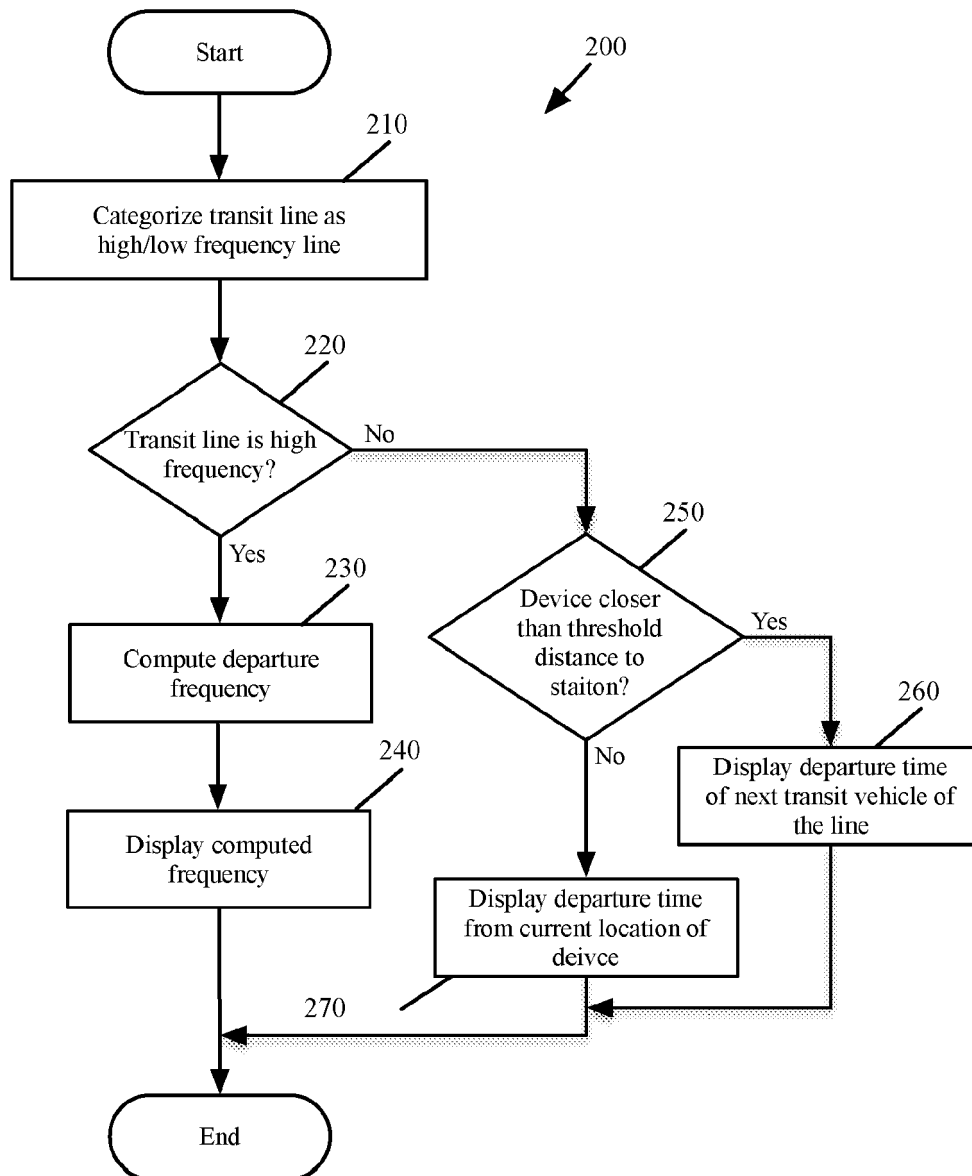 Start
200
210
Categorize transit line as
high/low frequency line
220
Transit line is high
frequency?
No
Yes
250
Device closer
than threshold
distance to
staiton?
Yes
No
230
Compute departure
frequency
260
Display departure time
of next transit vehicle of
the line
240
Display computed
frequency
Display departure time
from current location of
deivce
270
End